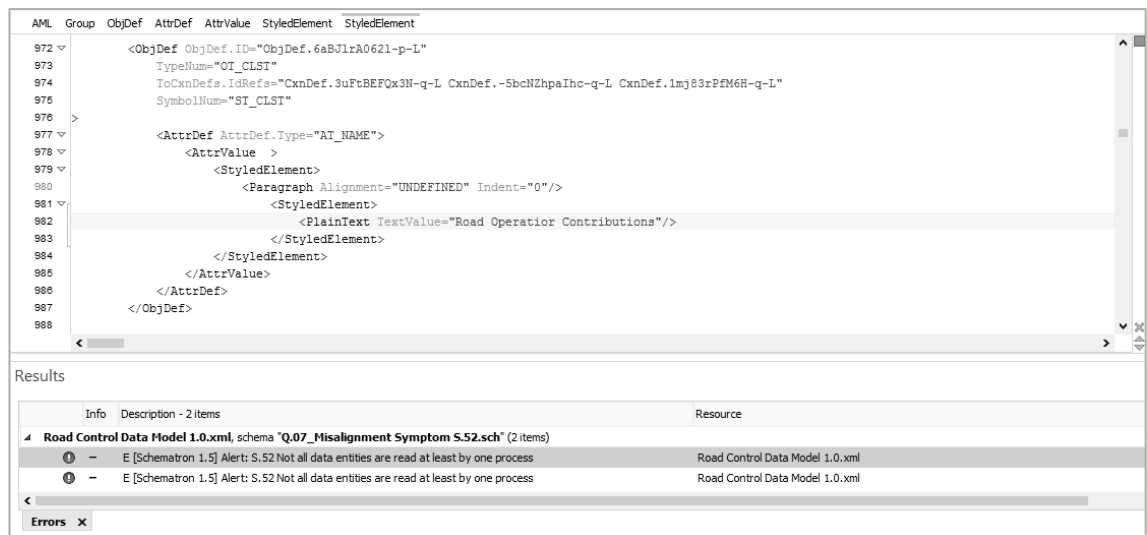 AML Group ObjDef AttrDef AttrValue StyledElement StyledElement
972 <ObjDef ObjDef.ID="ObjDef.6aBJlrA062l-p-L"
973 TypeNum="OT_CLST"
974 ToCxnDefs.IdRefs="CxnDef.3uFtBEFQx3N-q-L CxnDef.-5bcNZhpaIhc-q-L CxnDef.1mj83rPfM6H-q-L"
975 SymbolNum="ST_CLST"
976 >
977 <AttrDef AttrDef.Type="AT_NAME">
978 <AttrValue >
979 <StyledElement>
980 <Paragraph Alignment="UNDEFINED" Indent="0"/>
981 <StyledElement>
982 <PlainText TextValue="Road Operatior Contributions"/>
983 </StyledElement>
984 </StyledElement>
985 </AttrValue>
986 </AttrDef>
987 </ObjDef>
988
Results
Info Description - 2 items Resource
Road Control Data Model 1.0.xml, schema "Q.07_Misalignment Symptom S.52.sch" (2 items)
E [Schematron 1.5] Alert: S.52 Not all data entities are read at least by one process Road Control Data Model 1.0.xml
E [Schematron 1.5] Alert: S.52 Not all data entities are read at least by one process Road Control Data Model 1.0.xml
Errors X